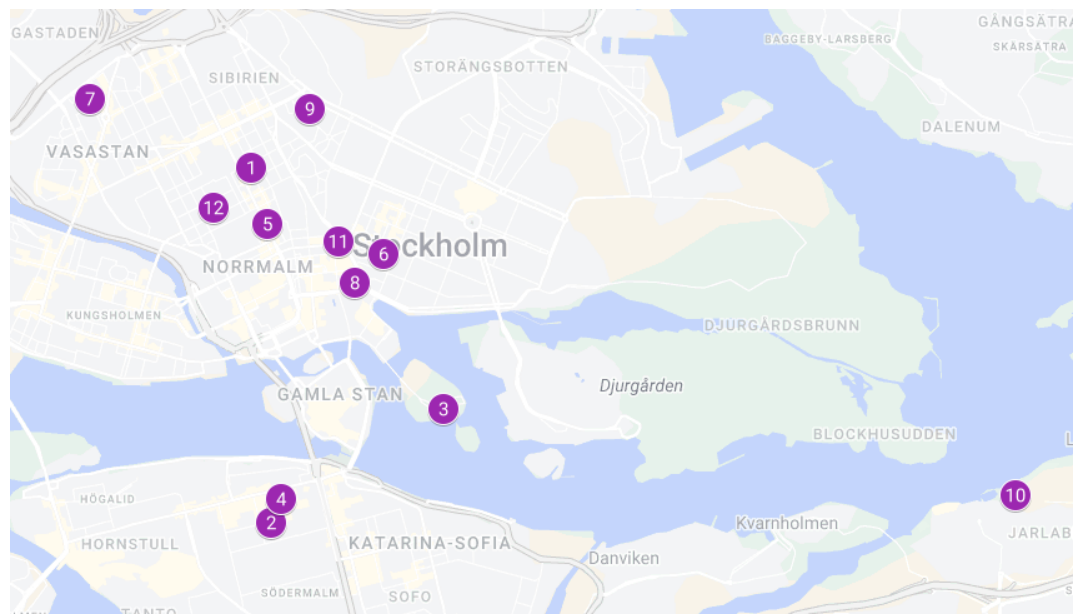 GASTADEN
GÅNGSÄTRA
BAGGEBY-LARSBERG
SKÄRSÄTRA
STORÄNGSBOTTEN
SIBIRIEN
7
9
DALENUM
VASASTAN
1
12
5
11
Stockholm
6
NORRMALM
8
KUNGSHOLMEN
DJURGÅRDSBRUNN
Djurgården
GAMLA STAN
3
BLOCKHUSUDDEN
HÖGALID
4
10
2
Kvarnholmen
JARLAB
HORNSTULL
KATARINA-SOFIA
Danviken
SÖDERMALM
SOFO
TANTO